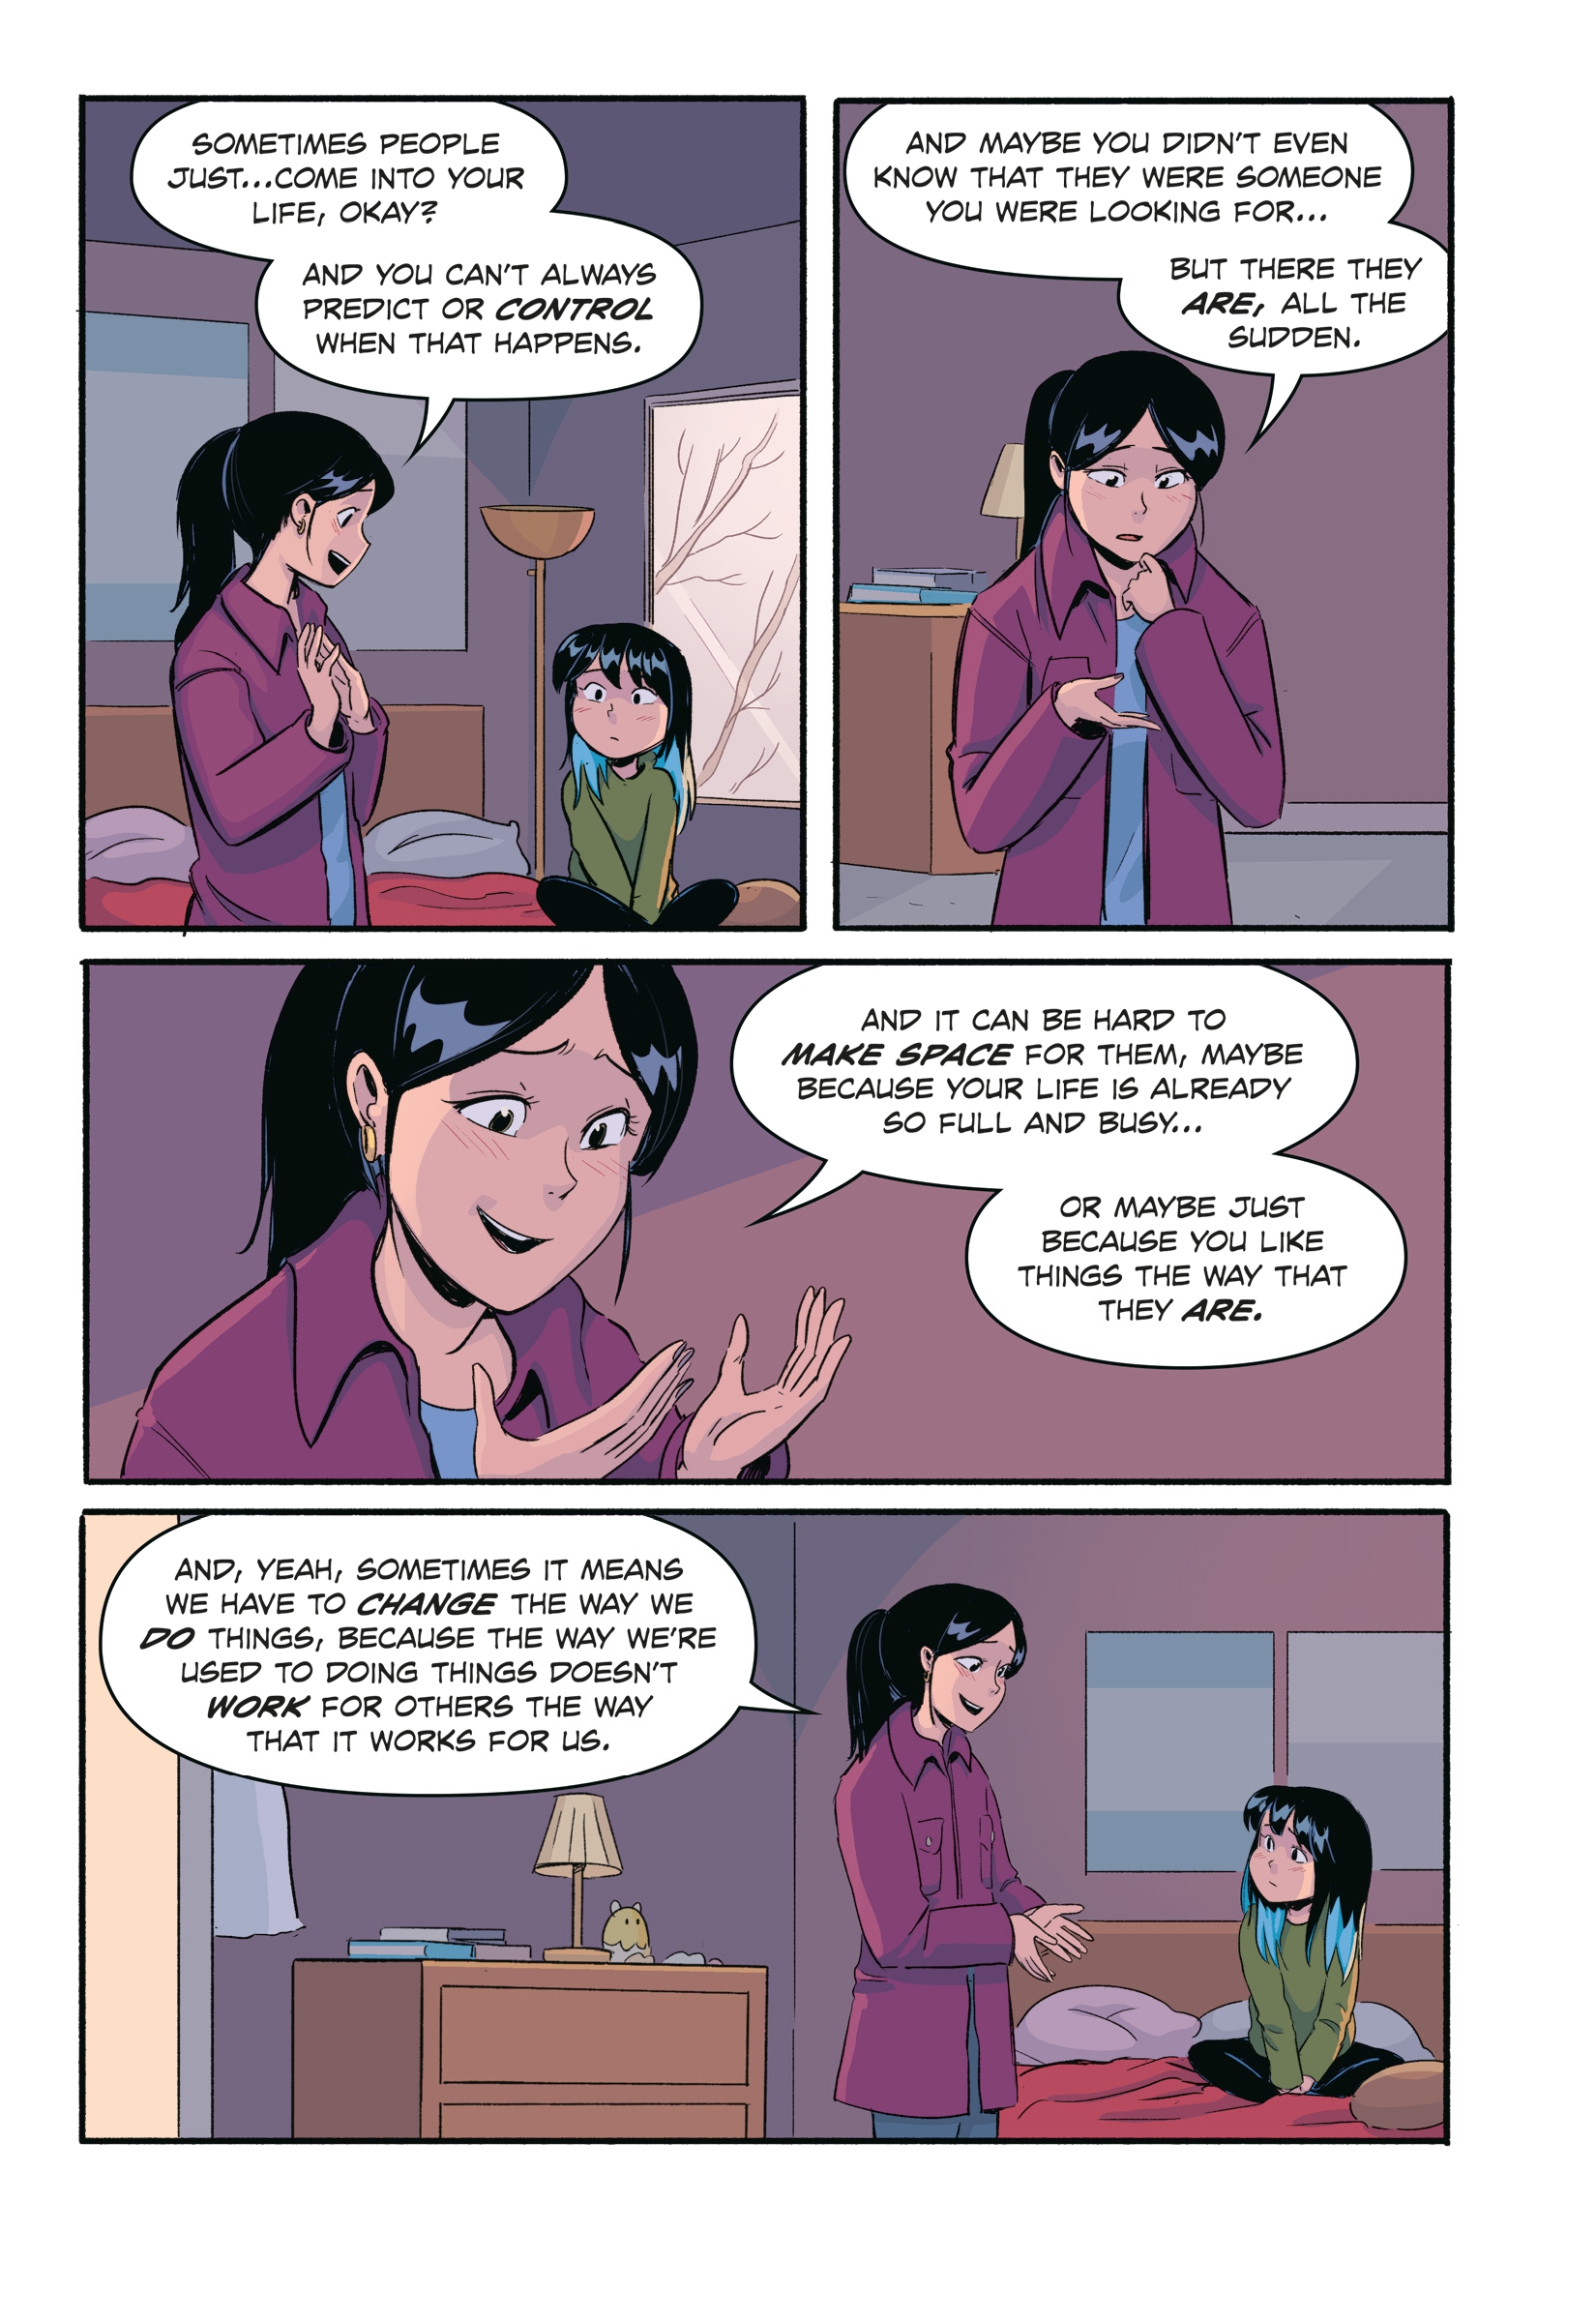 SOMETIMES PEOPLE
JUST...COME INTO YOUR
LIFE, OKAY?
AND YOU CAN'T ALWAYS
PREDICT OR CONTROL
WHEN THAT HAPPENS.
AND MAYBE YOU DIDN'T EVEN
KNOW THAT THEY WERE SOMEONE
YOU WERE LOOKING FOR...
BUT THERE THEY
ARE, ALL THE
SUDDEN.
AND IT CAN BE HARD TO
MAKE SPACE FOR THEM, MAYBE
BECAUSE YOUR LIFE IS ALREADY
SO FULL AND BUSY...
OR MAYBE JUST
BECAUSE YOU LIKE
THINGS THE WAY THAT
THEY ARE.
AND, YEAH, SOMETIMES IT MEANS
WE HAVE TO CHANGE THE WAY WE
DO THINGS, BECAUSE THE WAY WE'RE
USED TO DOING THINGS DOESN'T
WORK FOR OTHERS THE WAY
THAT IT WORKS FOR US.